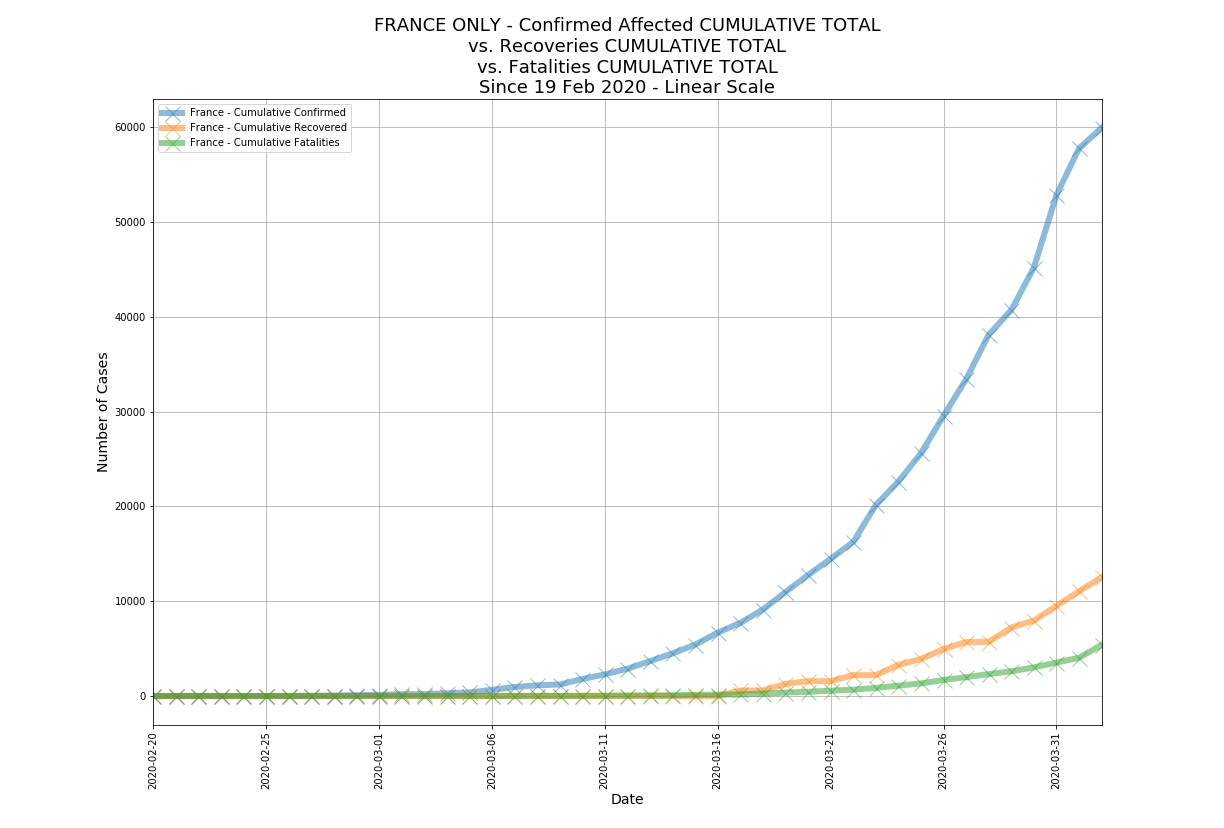 FRANCE ONLY - Confirmed Affected CUMULATIVE TOTAL
vs. Recoveries CUMULATIVE TOTAL
vs. Fatalities CUMULATIVE TOTAL
Since 19 Feb 2020 - Linear Scale
France - Cumulative Confirmed
France - Cumulative Recovered
France - Cumulative Fatalities
Number of Cases
60000
50000
40000
30000
20000
10000
0
2020-02-20
2020-02-25
2020-03-01
2020-03-06
2020-03-11
2020-03-16
2020-03-21
2020-03-26
2020-03-31
Date